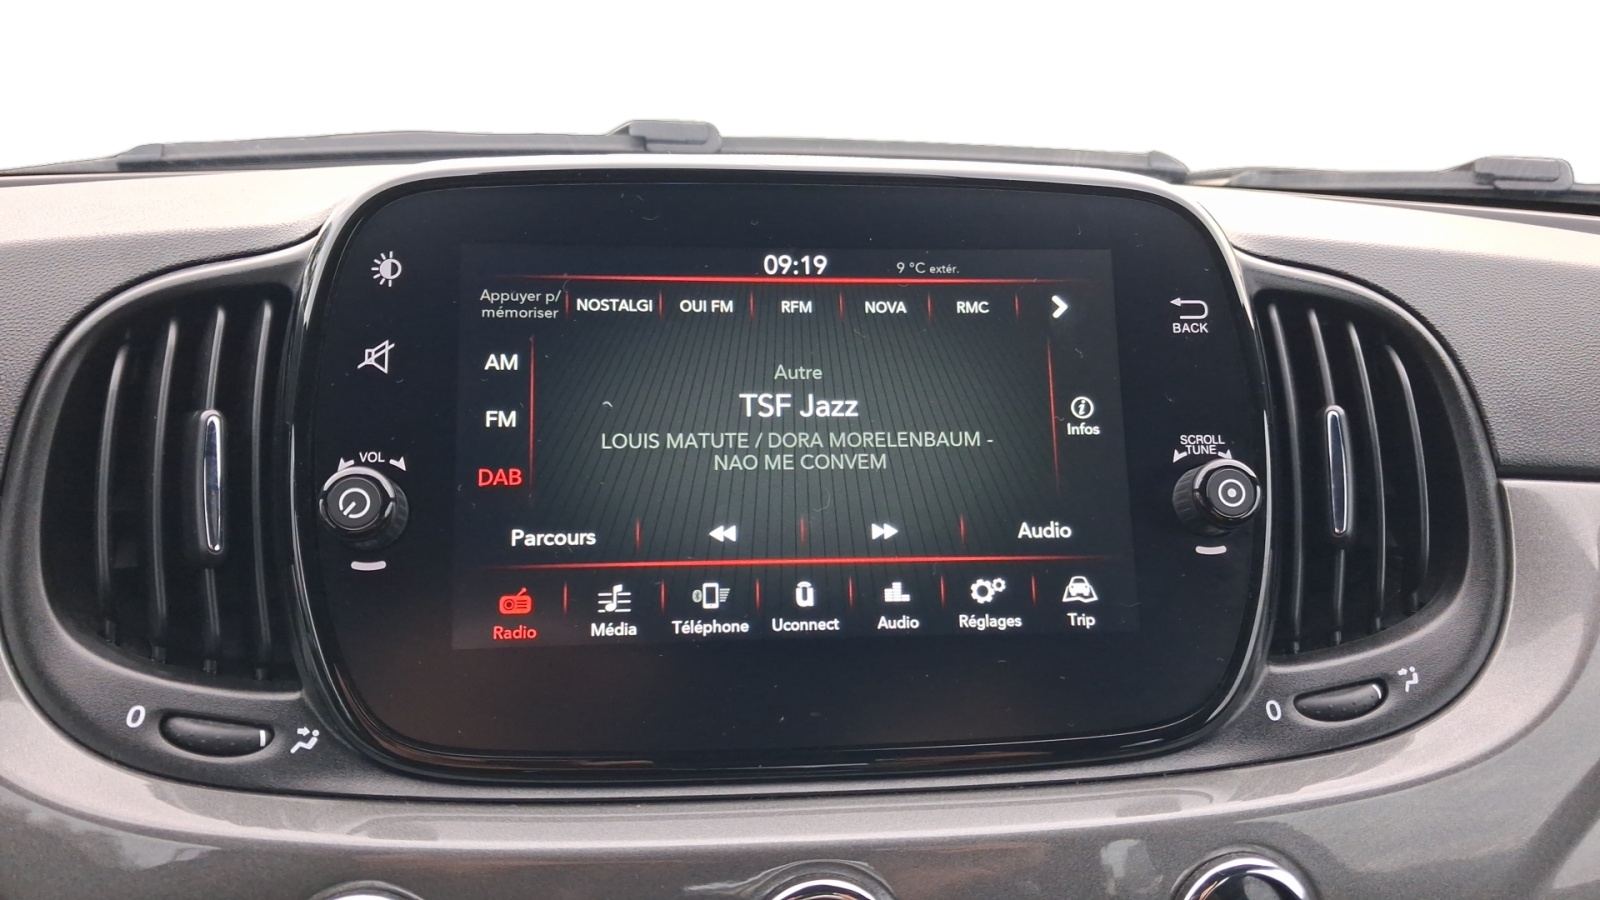 09:19
9 °C extér.
Appuyer p/
mémoriser
NOSTALGI
OUI FM
RFM
NOVA
RMC
BACK
AM
FM
DAB
Autre
TSF Jazz
LOUIS MATUTE / DORA MORELENBAUM -
NAO ME CONVEM
Infos
VOL
SCROLL
TUNE
Parcours
Audio
Radio
Média
Téléphone
Uconnect
Audio
Réglages
Trip
0
0